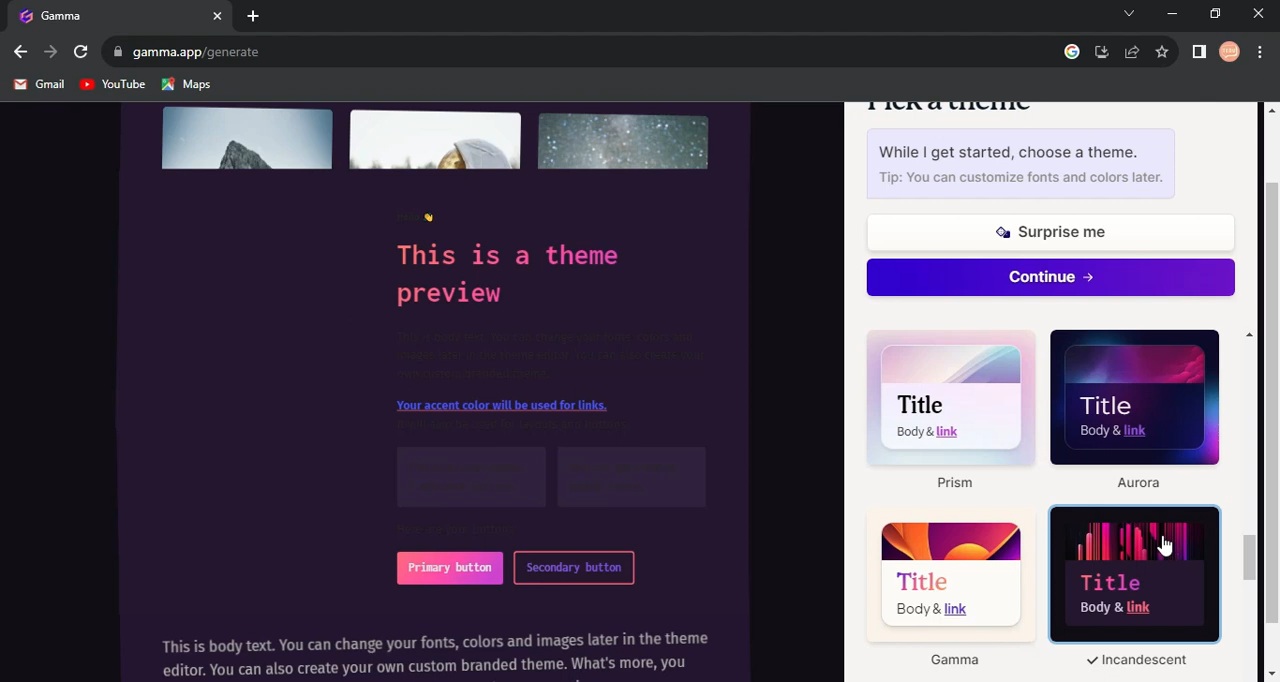 Gamma
gamma.app/generate
Gmail
YouTube
Maps
Hello 👋
This is a theme
preview
Your accent color will be used for links.
Primary button
Secondary button
This is body text. You can change your fonts, colors and images later in the theme
editor. You can also create your own custom branded theme. What's more, you
Pick a theme
While I get started, choose a theme.
Tip: You can customize fonts and colors later.
Surprise me
Continue →
Title
Body & link
Prism
Title
Body & link
Aurora
Title
Body & link
Gamma
Title
Body & link
✓ Incandescent